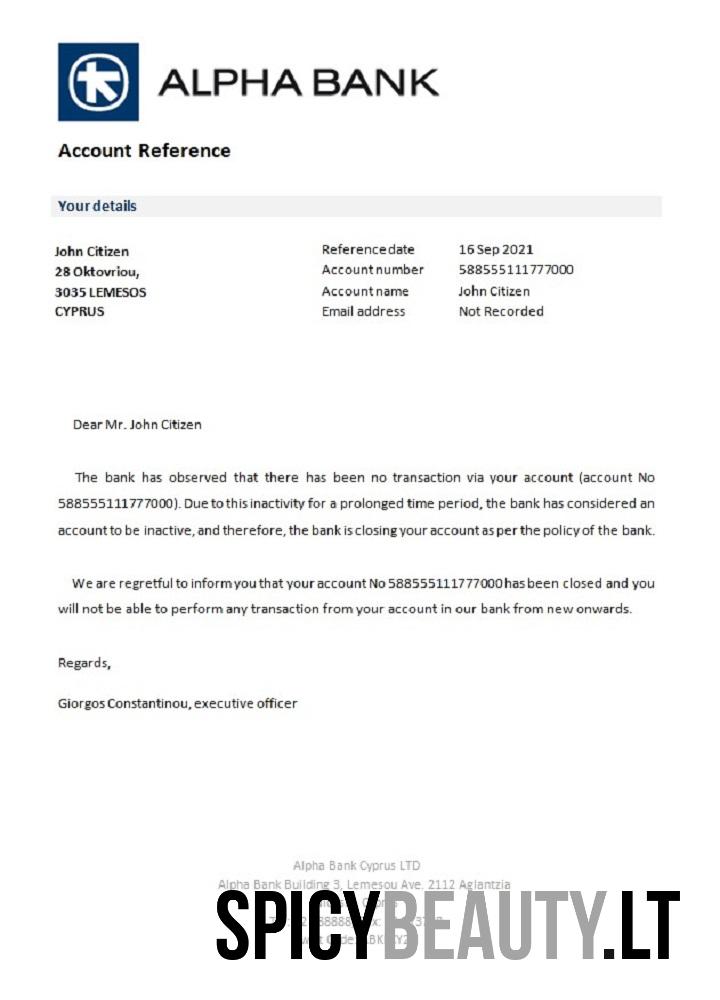 ALPHA BANK
Account Reference
Your details
John Citizen
28 Oktovriou,
3035 LEMESOS
CYPRUS
Reference date 16 Sep 2021
Account number 588555111777000
Account name John Citizen
Email address Not Recorded
Dear Mr. John Citizen
The bank has observed that there has been no transaction via your account (account No
588555111777000). Due to this inactivity for a prolonged time period, the bank has considered an
account to be inactive, and therefore, the bank is closing your account as per the policy of the bank.
We are regretful to inform you that your account No 588555111777000 has been closed and you
will not be able to perform any transaction from your account in our bank from new onwards.
Regards,
Giorgos Constantinou, executive officer
Alpha Bank Cyprus LTD
Alpha Bank Building 3, Lemesou Ave, 2112 Aglantzia
SPICYBEAUTY.LT